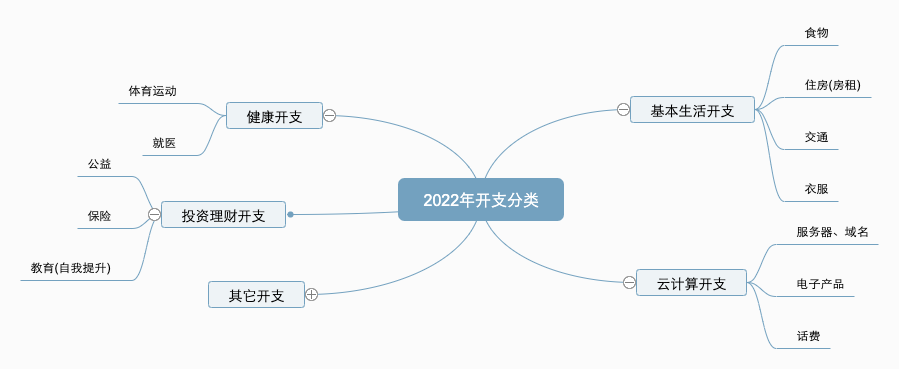 2022年开支分类
基本生活开支
食物
住房(房租)
交通
衣服
云计算开支
服务器、域名
电子产品
话费
健康开支
体育运动
就医
投资理财开支
公益
保险
教育(自我提升)
其它开支